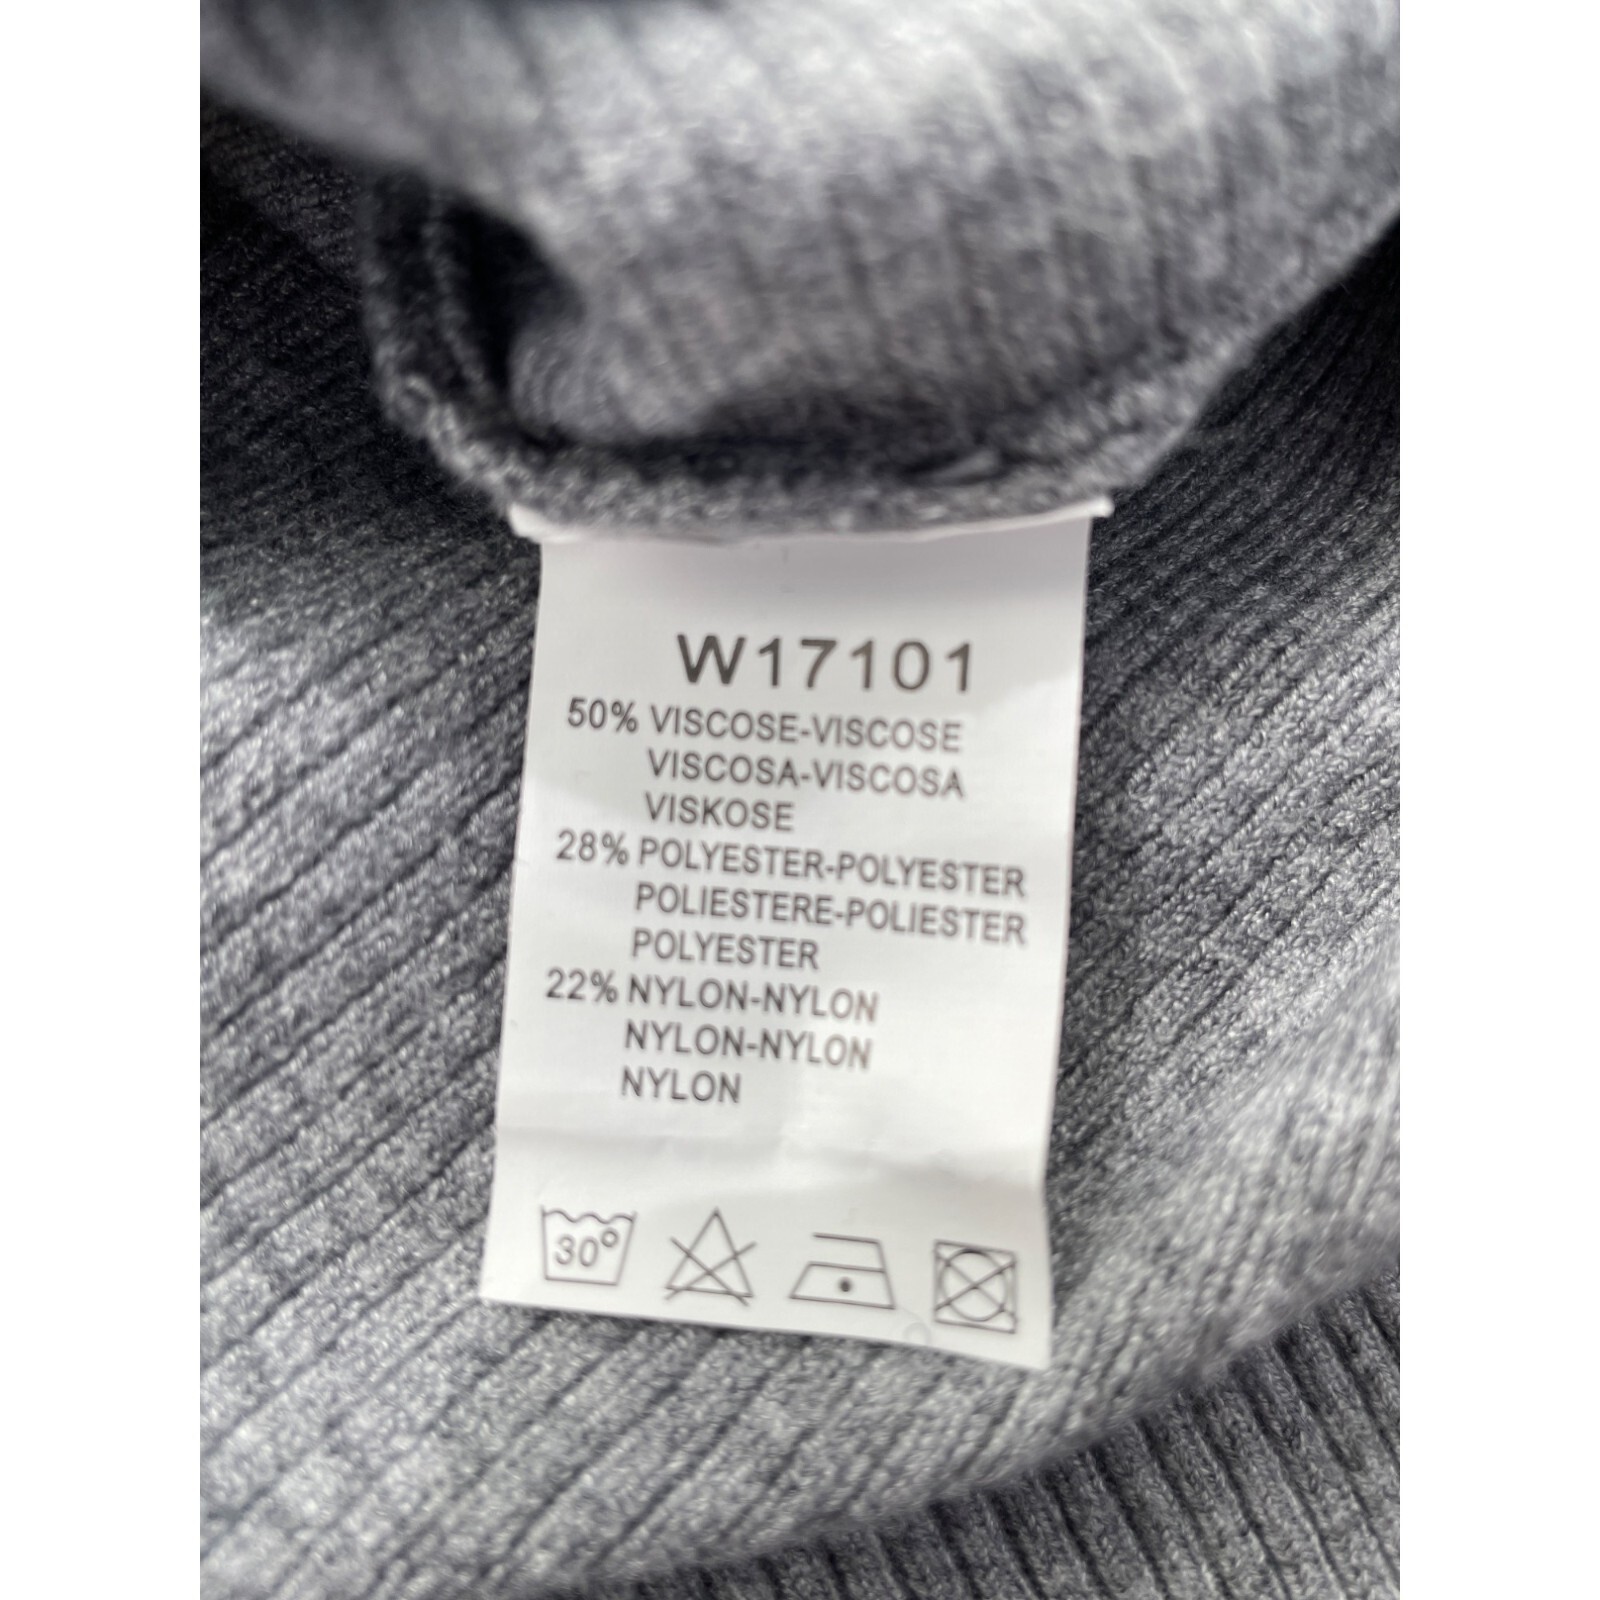 W17101
50% VISCOSE-VISCOSE
VISCOSA-VISCOSA
VISKOSE
28% POLYESTER-POLYESTER
POLIESTERE-POLIESTER
POLYESTER
22% NYLON-NYLON
NYLON-NYLON
NYLON
30°